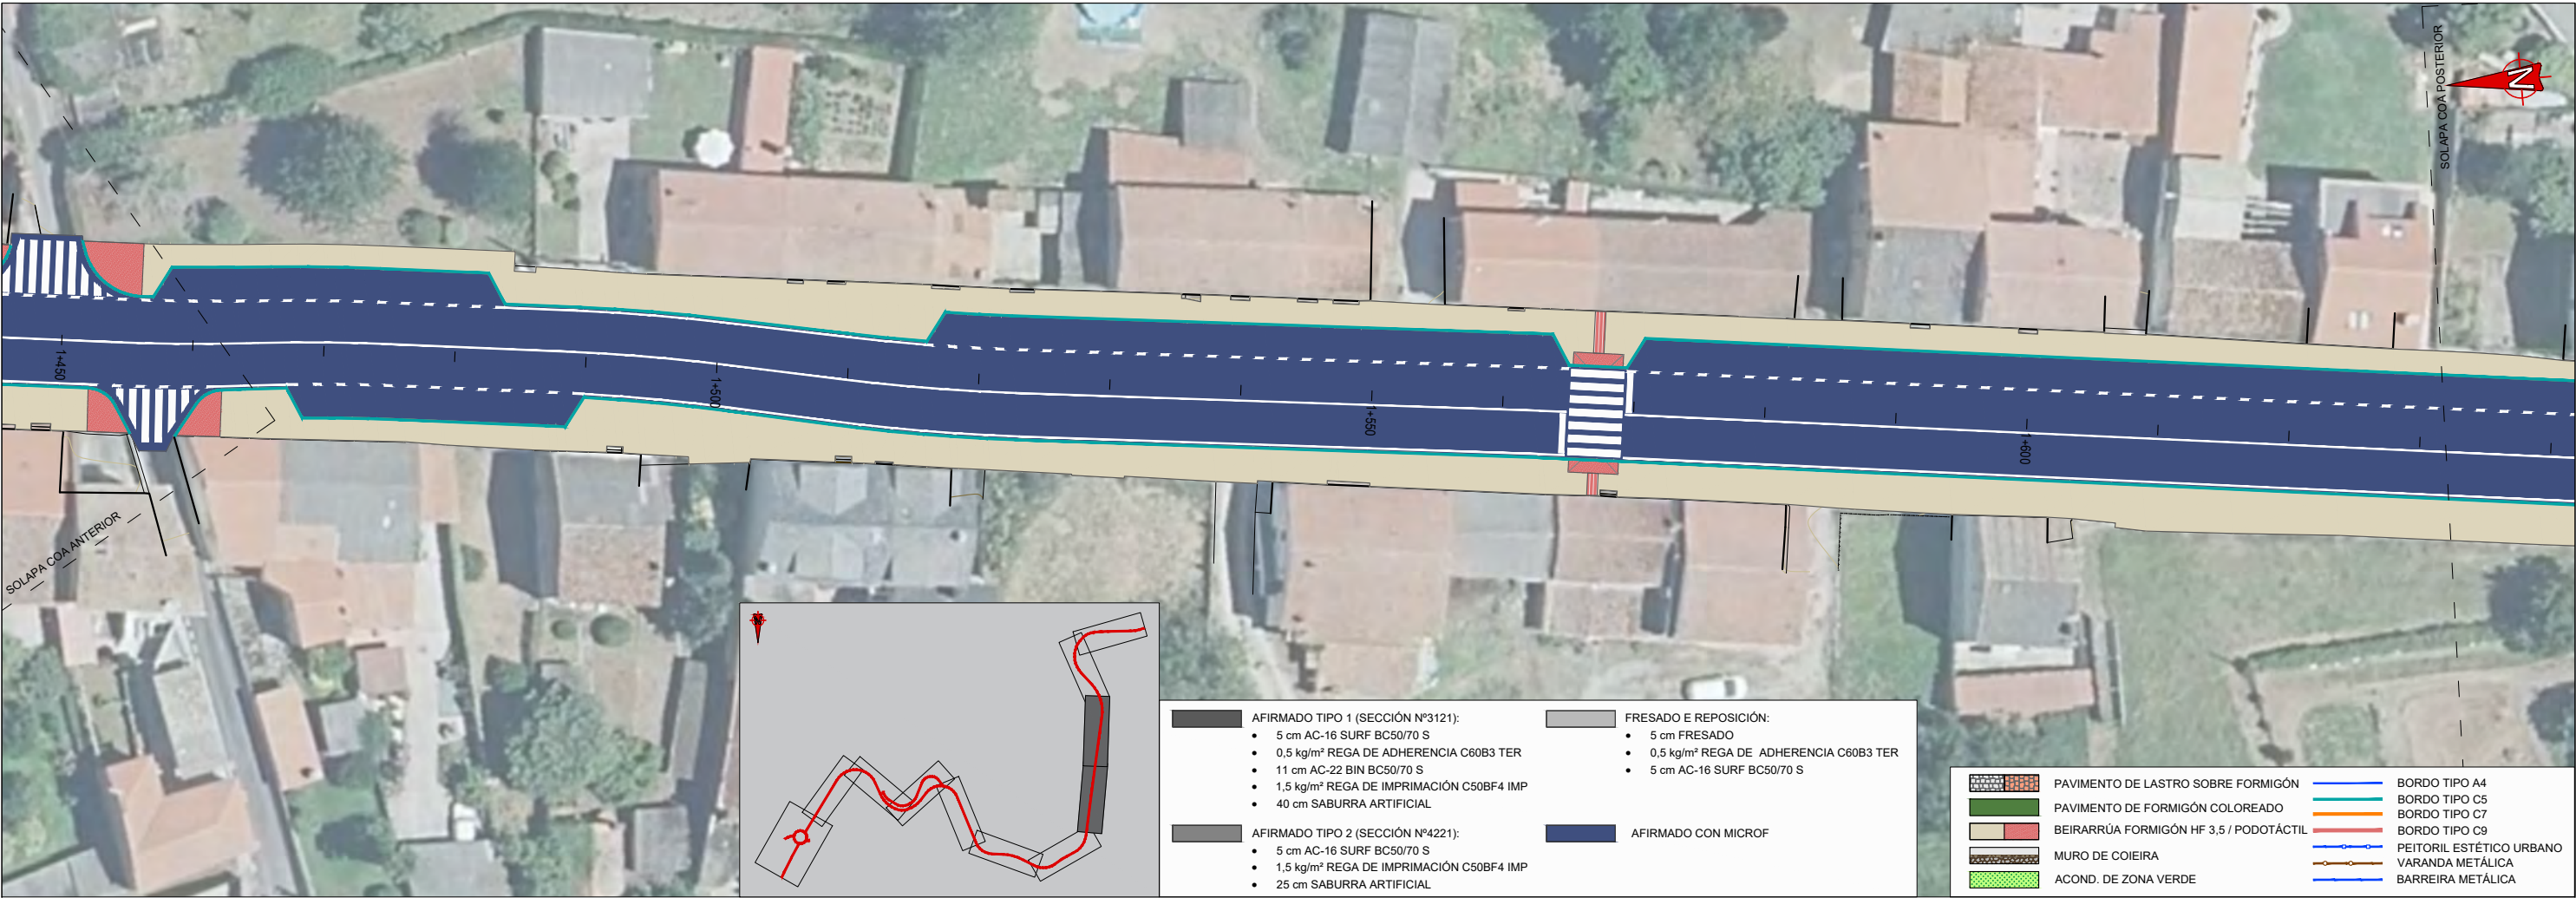 SOLAPA COA POSTERIOR
N
1+450
1+500
1+550
1+600
SOLAPA COA ANTERIOR
AFIRMADO TIPO 1 (SECCIÓN Nº3121):
• 5 cm AC-16 SURF BC50/70 S
• 0,5 kg/m² REGA DE ADHERENCIA C60B3 TER
• 11 cm AC-22 BIN BC50/70 S
• 1,5 kg/m² REGA DE IMPRIMACIÓN C50BF4 IMP
• 40 cm SABURRA ARTIFICIAL
AFIRMADO TIPO 2 (SECCIÓN Nº4221):
• 5 cm AC-16 SURF BC50/70 S
• 1,5 kg/m² REGA DE IMPRIMACIÓN C50BF4 IMP
• 25 cm SABURRA ARTIFICIAL
FRESADO E REPOSICIÓN:
• 5 cm FRESADO
• 0,5 kg/m² REGA DE ADHERENCIA C60B3 TER
• 5 cm AC-16 SURF BC50/70 S
AFIRMADO CON MICROF
PAVIMENTO DE LASTRO SOBRE FORMIGÓN
PAVIMENTO DE FORMIGÓN COLOREADO
BEIRARRÚA FORMIGÓN HF 3,5 / PODOTÁCTIL
MURO DE COIEIRA
ACOND. DE ZONA VERDE
BORDO TIPO A4
BORDO TIPO C5
BORDO TIPO C7
BORDO TIPO C9
PEITORIL ESTÉTICO URBANO
VARANDA METÁLICA
BARREIRA METÁLICA